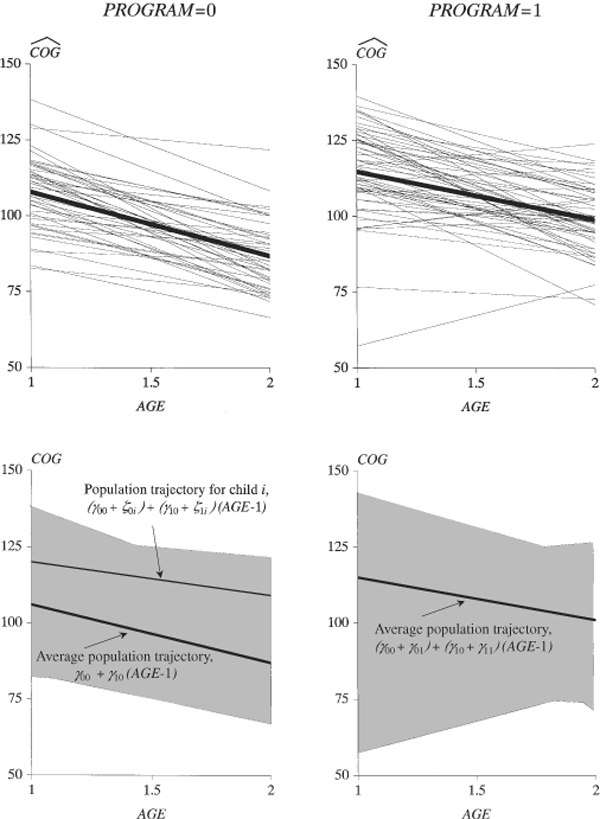 PROGRAM=0
PROGRAM=1
COG
COG
150
150
125
125
100
100
75
75
50
50
1
1.5
2
1
1.5
2
AGE
AGE
COG
COG
150
150
Population trajectory for child i,
(γ00 + ζ0i) + (γ10 + ζ1i)(AGE-1)
125
125
100
100
Average population trajectory,
γ00 + γ10 (AGE-1)
Average population trajectory,
(γ00 + γ01) + (γ10 + γ11)(AGE-1)
75
75
50
50
1
1.5
2
1
1.5
2
AGE
AGE